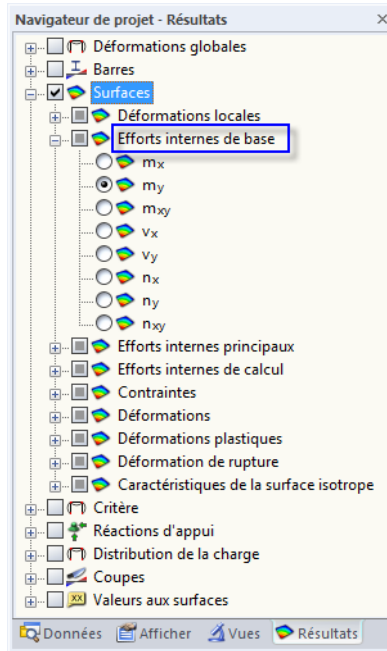 Navigateur de projet - Résultats
Déformations globales
Barres
Surfaces
Déformations locales
Efforts internes de base
mx
my
mxy
vx
vy
nx
ny
nxy
Efforts internes principaux
Efforts internes de calcul
Contraintes
Déformations
Déformations plastiques
Déformation de rupture
Caractéristiques de la surface isotrope
Critère
Réactions d'appui
Distribution de la charge
Coupes
xx Valeurs aux surfaces
Données Afficher Vues Résultats